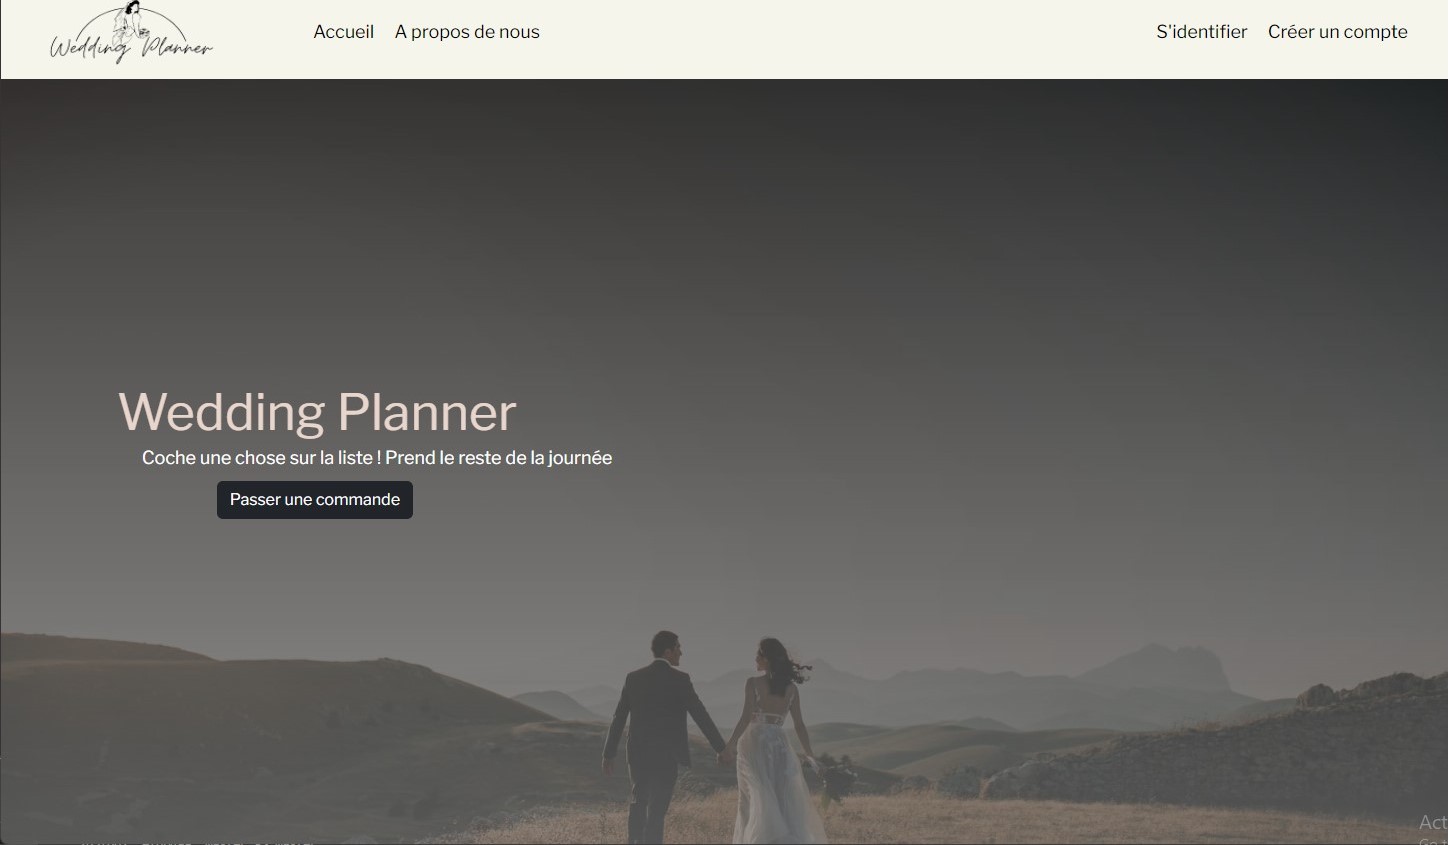 Wedding Planner
Accueil A propos de nous S'identifier Créer un compte
Wedding Planner
Coche une chose sur la liste ! Prend le reste de la journée
Passer une commande
Act